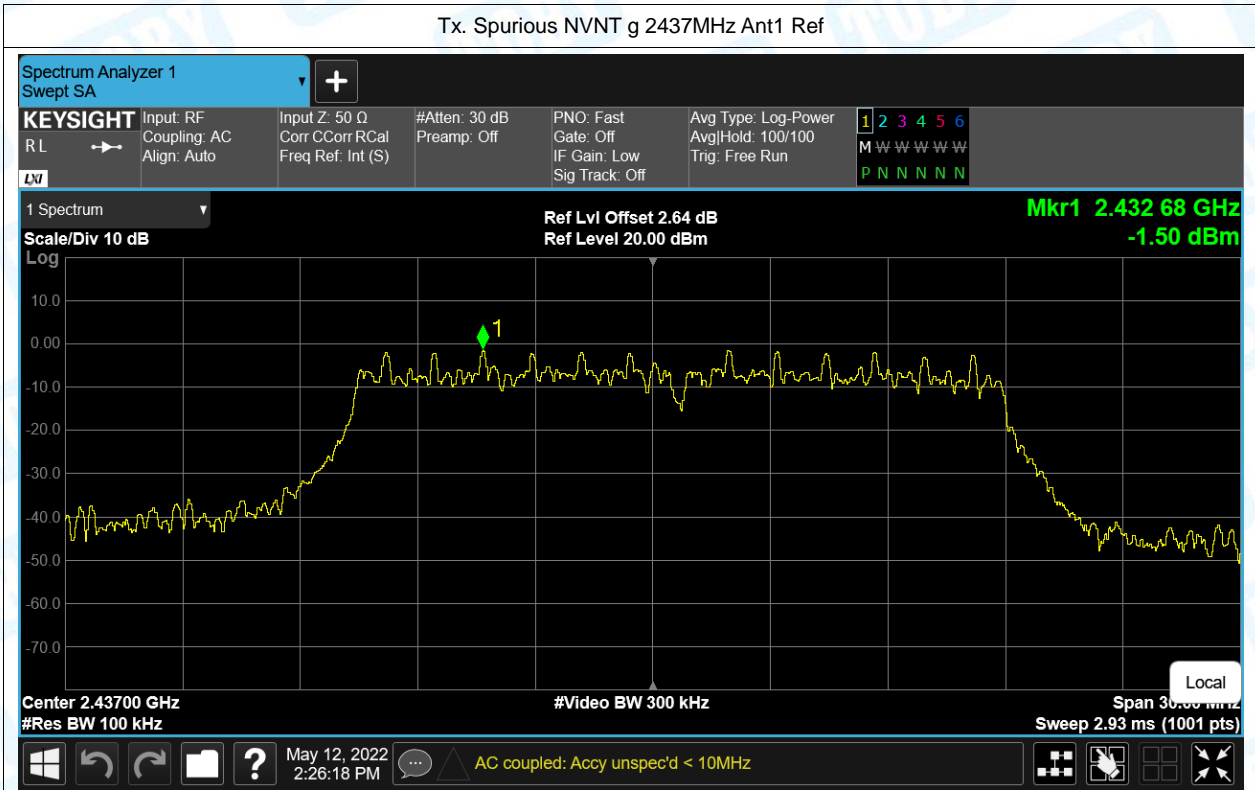 Tx. Spurious NVNT g 2437MHz Ant1 Ref
Spectrum Analyzer 1
Swept SA
KEYSIGHT
RL
LXI
Input: RF
Coupling: AC
Align: Auto
Input Z: 50 Ω
Corr CCorr RCal
Freq Ref: Int (S)
#Atten: 30 dB
Preamp: Off
PNO: Fast
Gate: Off
IF Gain: Low
Sig Track: Off
Avg Type: Log-Power
Avg|Hold: 100/100
Trig: Free Run
1 2 3 4 5 6
M W W W W W
P N N N N N
1 Spectrum
Scale/Div 10 dB
Log
Ref Lvl Offset 2.64 dB
Ref Level 20.00 dBm
Mkr1 2.432 68 GHz
-1.50 dBm
10.0
0.00
-10.0
-20.0
-30.0
-40.0
-50.0
-60.0
-70.0
1
Local
Center 2.43700 GHz
#Video BW 300 kHz
Span 30.00 MHz
#Res BW 100 kHz
Sweep 2.93 ms (1001 pts)
?
May 12, 2022
2:26:18 PM
AC coupled: Accy unspec'd < 10MHz